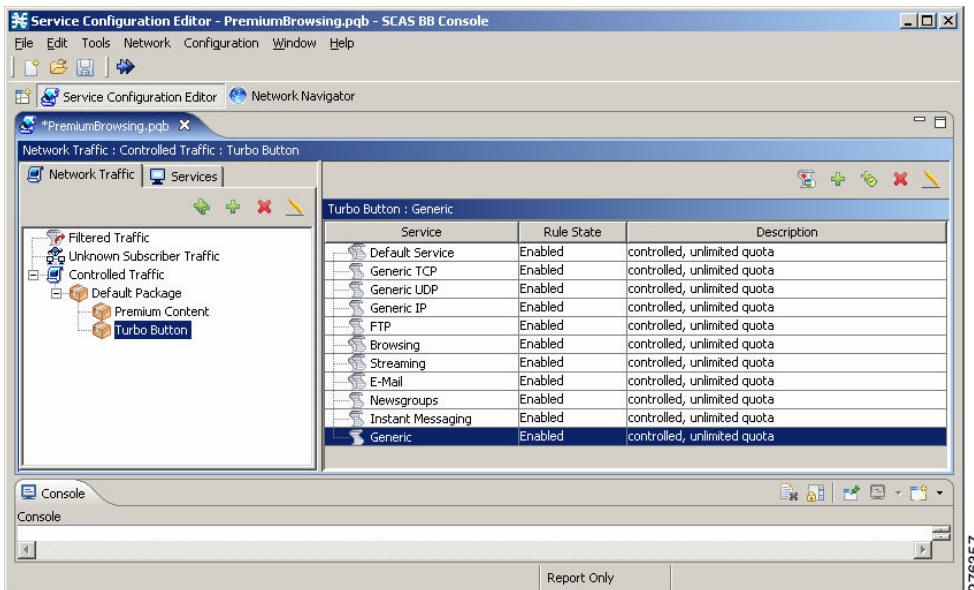 Service Configuration Editor - PremiumBrowsing.pqb - SCAS BB Console
File Edit Tools Network Configuration Window Help
Service Configuration Editor Network Navigator
*PremiumBrowsing.pqb
Network Traffic : Controlled Traffic : Turbo Button
Network Traffic Services
Filtered Traffic
Unknown Subscriber Traffic
Controlled Traffic
Default Package
Premium Content
Turbo Button
Turbo Button : Generic
Service Rule State Description
Default Service Enabled controlled, unlimited quota
Generic TCP Enabled controlled, unlimited quota
Generic UDP Enabled controlled, unlimited quota
Generic IP Enabled controlled, unlimited quota
FTP Enabled controlled, unlimited quota
Browsing Enabled controlled, unlimited quota
Streaming Enabled controlled, unlimited quota
E-Mail Enabled controlled, unlimited quota
Newsgroups Enabled controlled, unlimited quota
Instant Messaging Enabled controlled, unlimited quota
Generic Enabled controlled, unlimited quota
Console
Console
Report Only
276357